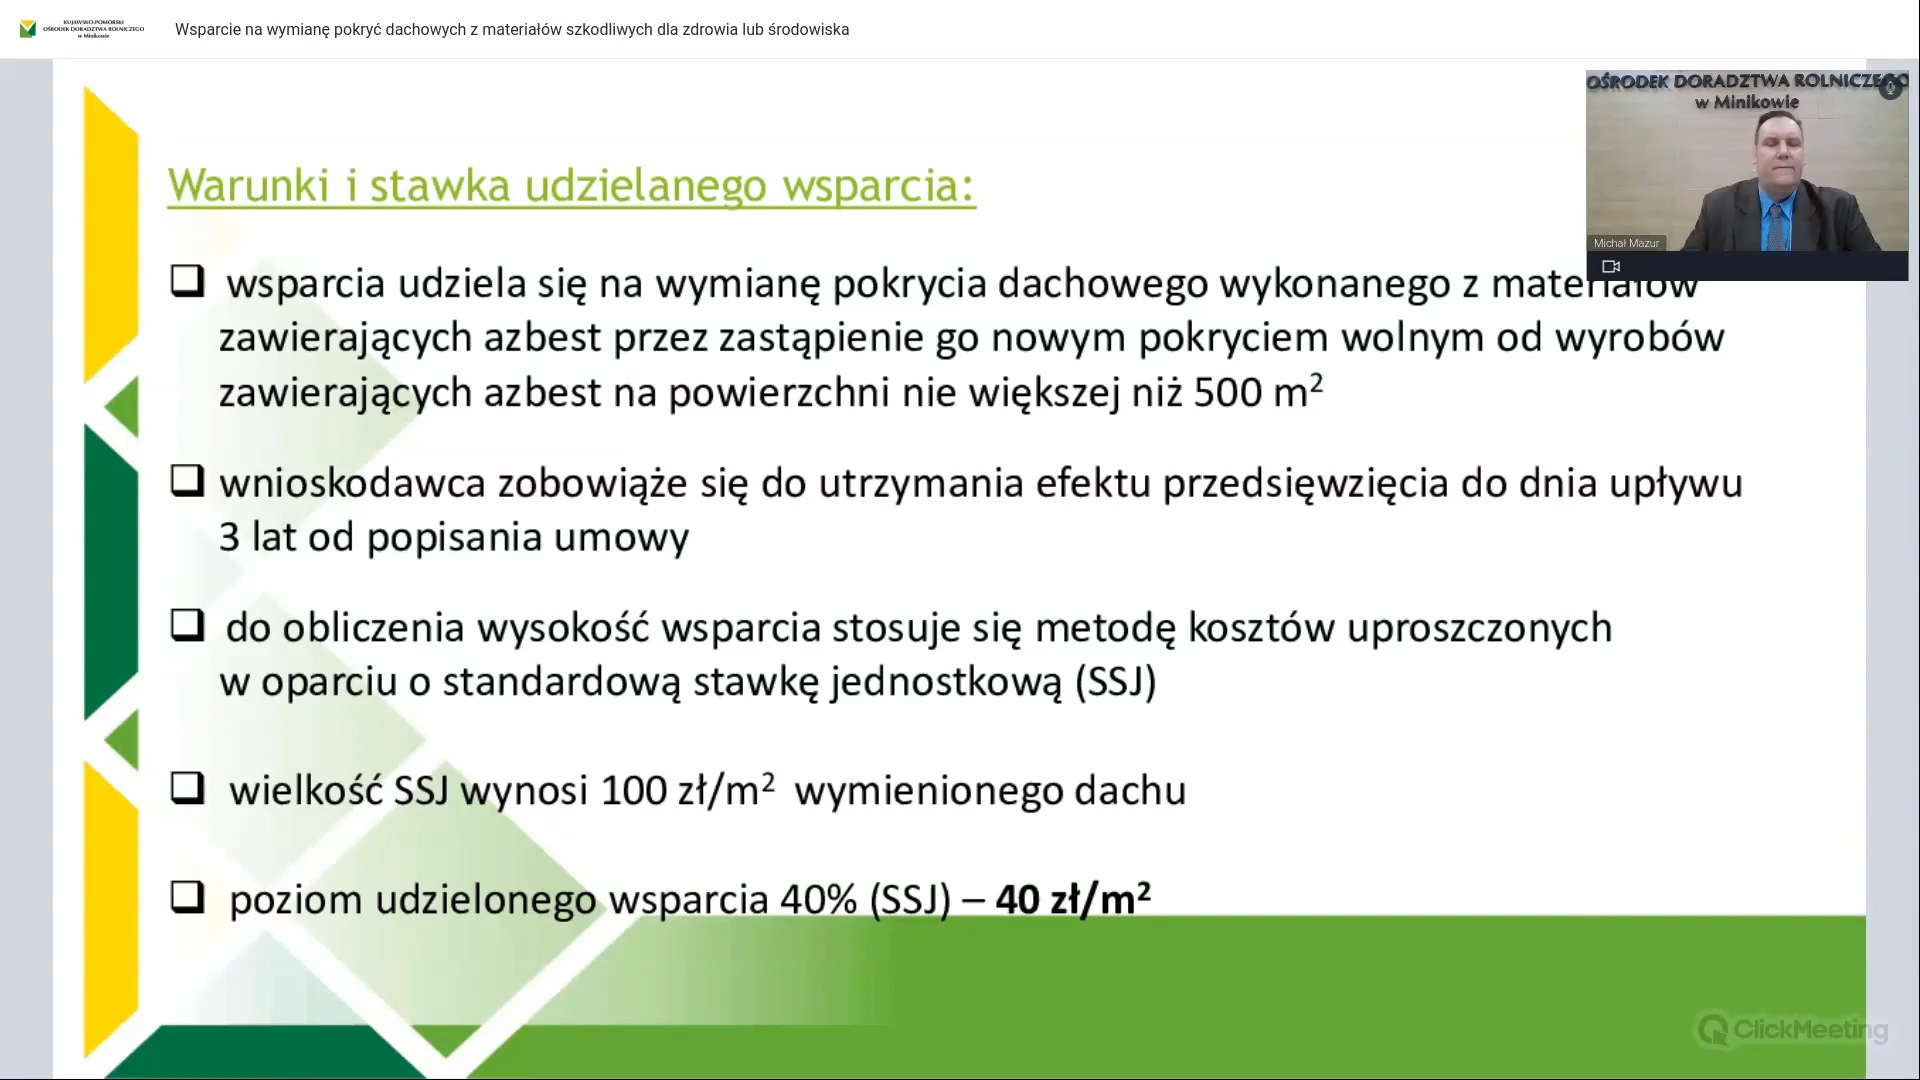 KUJAWSKO-POMORSKI
OŚRODEK DORADZTWA ROLNICZEGO
w Minikowie
Wsparcie na wymianę pokryć dachowych z materiałów szkodliwych dla zdrowia lub środowiska
OŚRODEK DORADZTWA ROLNICZEGO
w Minikowie
Michał Mazur
Warunki i stawka udzielanego wsparcia:
❑ wsparcia udziela się na wymianę pokrycia dachowego wykonanego z materiałów
zawierających azbest przez zastąpienie go nowym pokryciem wolnym od wyrobów
zawierających azbest na powierzchni nie większej niż 500 m²
❑ wnioskodawca zobowiąże się do utrzymania efektu przedsięwzięcia do dnia upływu
3 lat od popisania umowy
❑ do obliczenia wysokość wsparcia stosuje się metodę kosztów uproszczonych
w oparciu o standardową stawkę jednostkową (SSJ)
❑ wielkość SSJ wynosi 100 zł/m² wymienionego dachu
❑ poziom udzielonego wsparcia 40% (SSJ) – 40 zł/m²
ClickMeeting